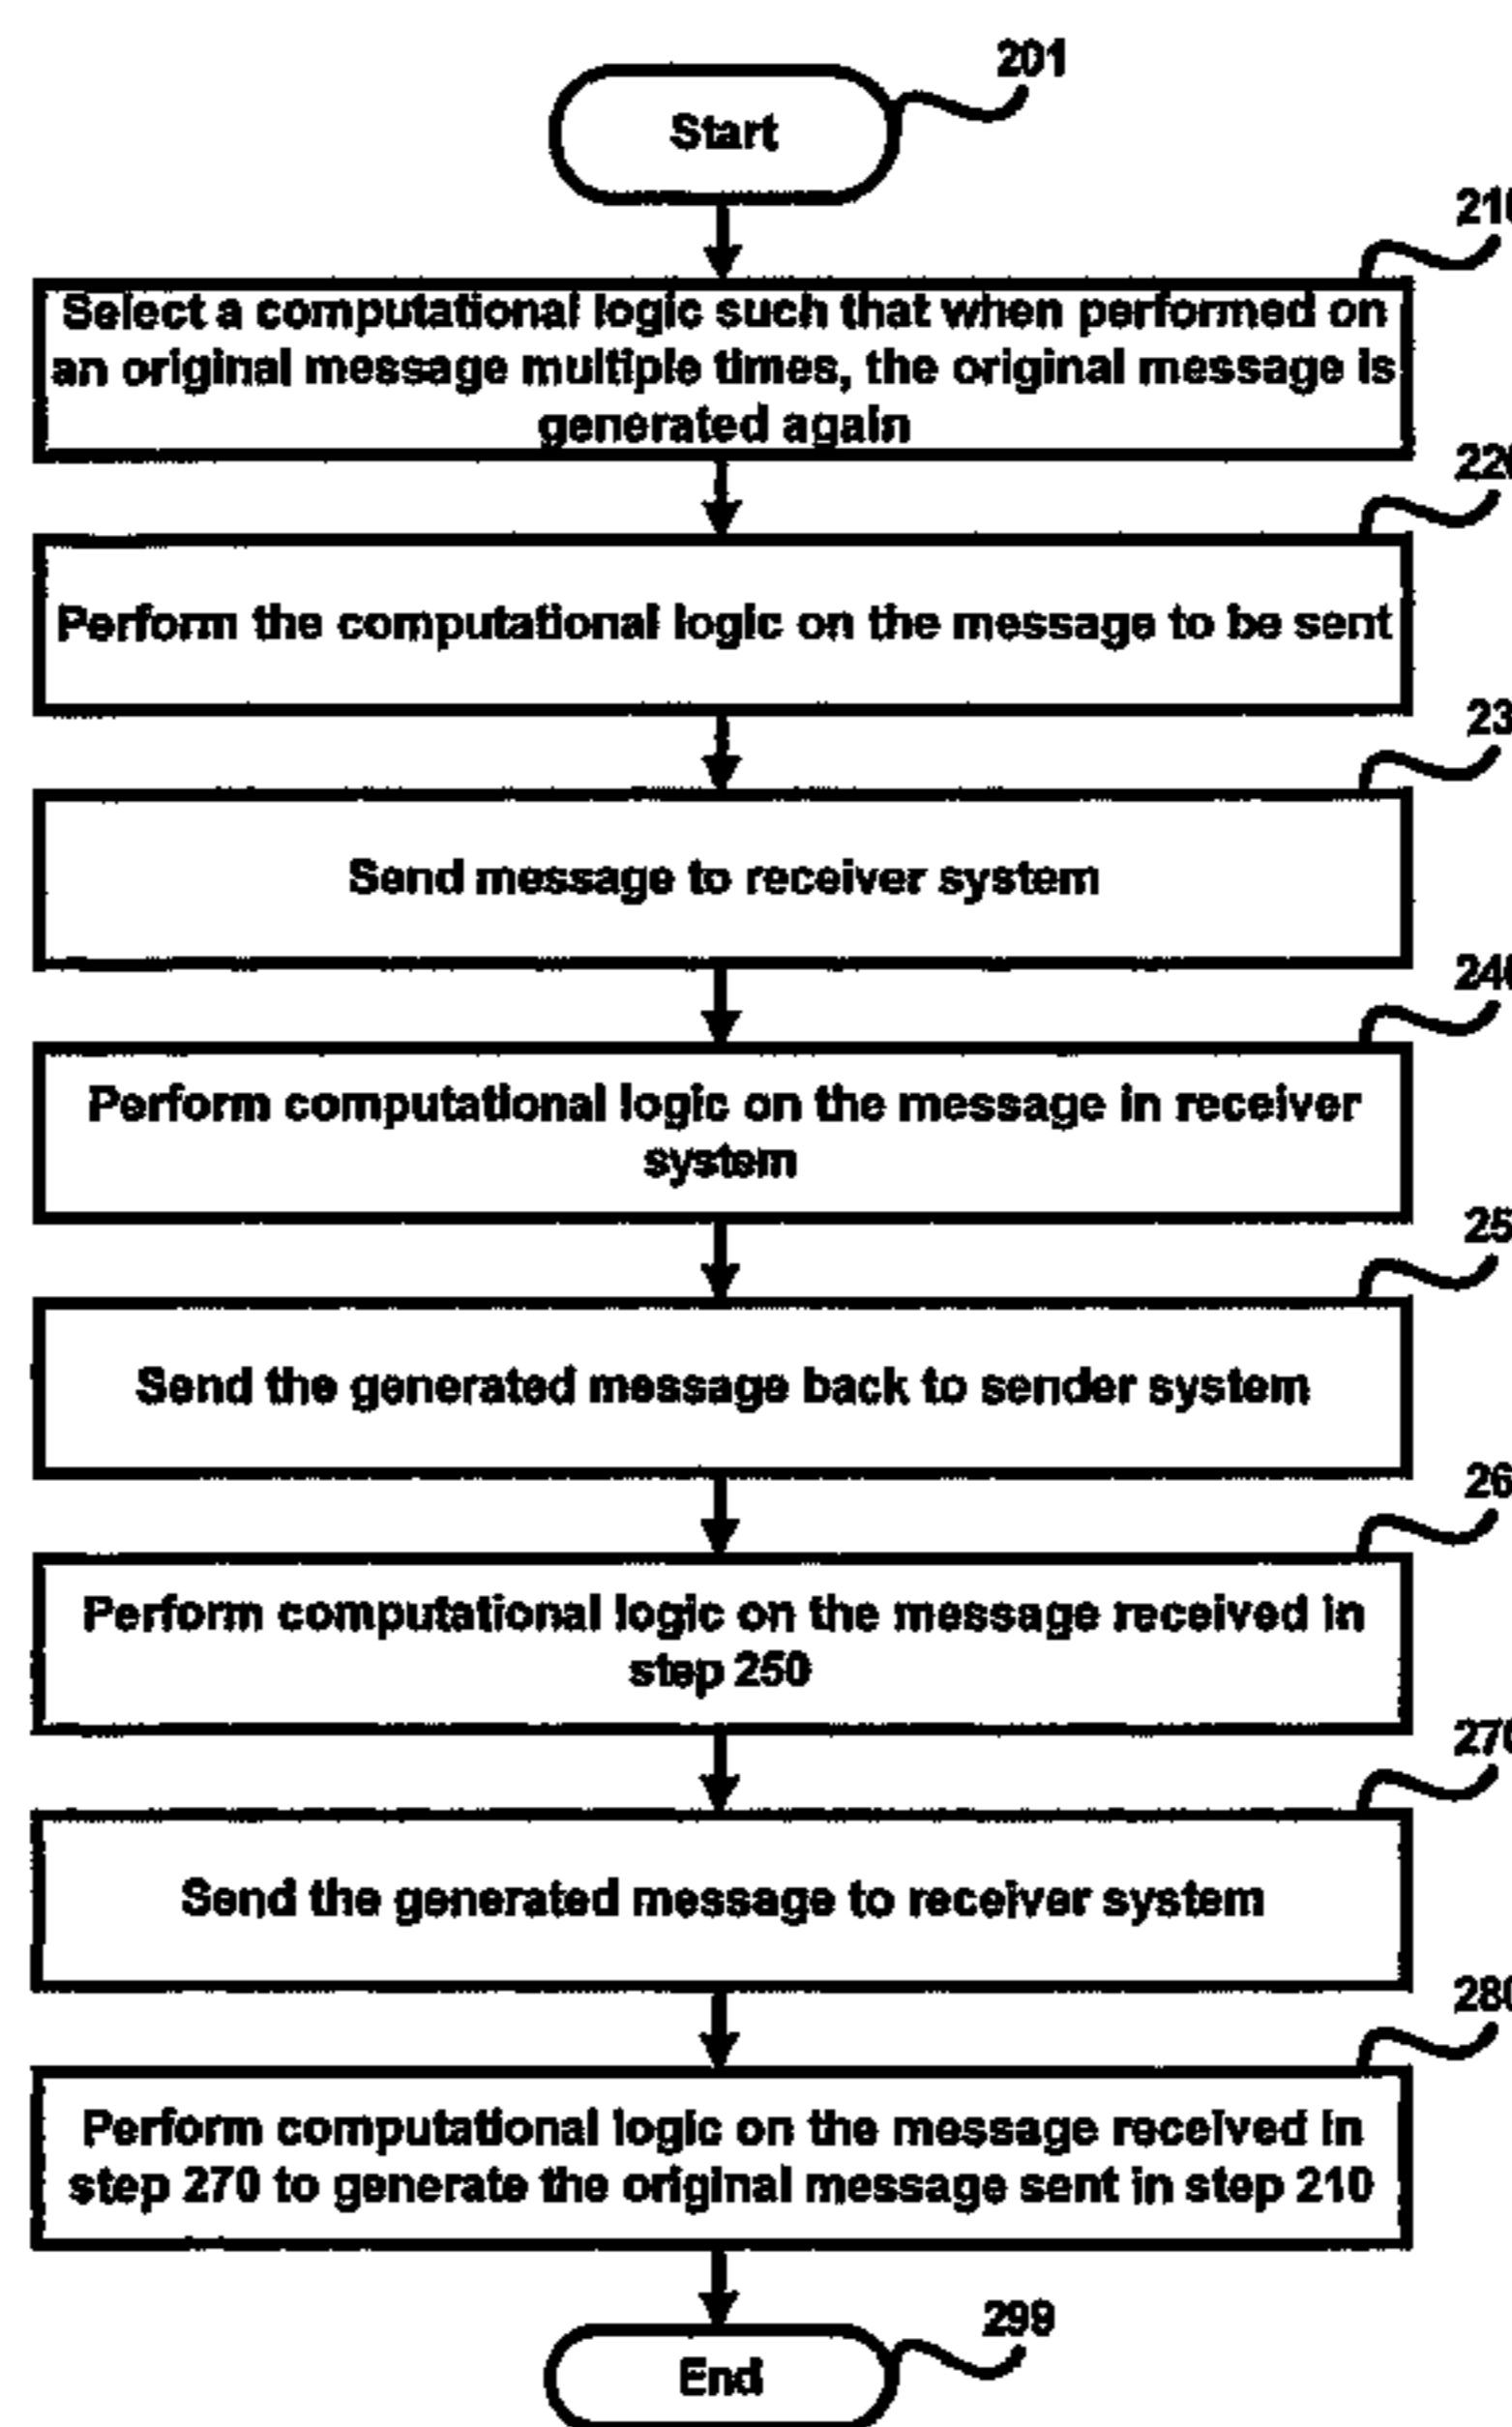 201
Start
210
Select a computational logic such that when performed on
an original message multiple times, the original message is
generated again
220
Perform the computational logic on the message to be sent
23
Send message to receiver system
240
Perform computational logic on the message in receiver
system
25
Send the generated message back to sender system
26
Perform computational logic on the message received in
step 250
270
Send the generated message to receiver system
280
Perform computational logic on the message received in
step 270 to generate the original message sent in step 210
299
End